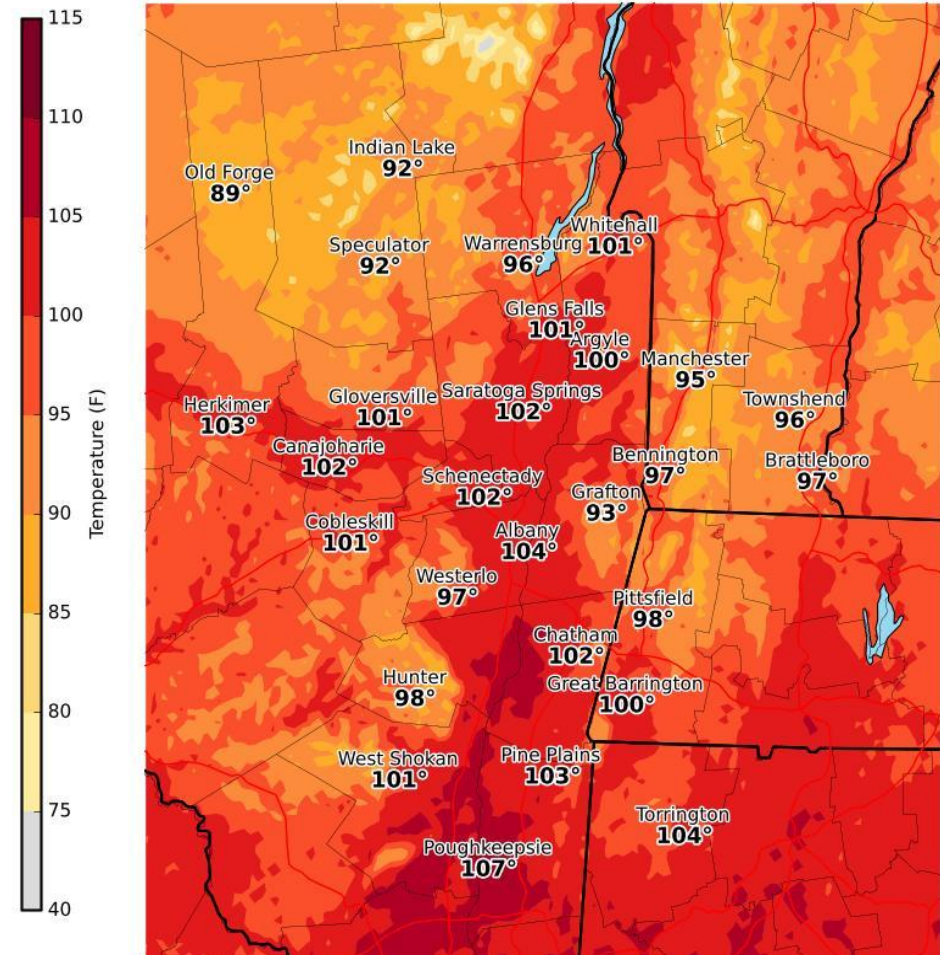 115
110
105
100
95
90
85
80
75
40
Temperature (F)
Indian Lake
92°
Old Forge
89°
Whitehall
101°
Speculator
92°
Warrensburg
96°
Glens Falls
101°
Argyle
100°
Manchester
95°
Gloversville
101°
Saratoga Springs
102°
Townshend
96°
Herkimer
103°
Canajoharie
102°
Bennington
97°
Brattleboro
97°
Schenectady
102°
Grafton
93°
Cobleskill
101°
Albany
104°
Westerlo
97°
Pittsfield
98°
Chatham
102°
Hunter
98°
Great Barrington
100°
West Shokan
101°
Pine Plains
103°
Torrington
104°
Poughkeepsie
107°